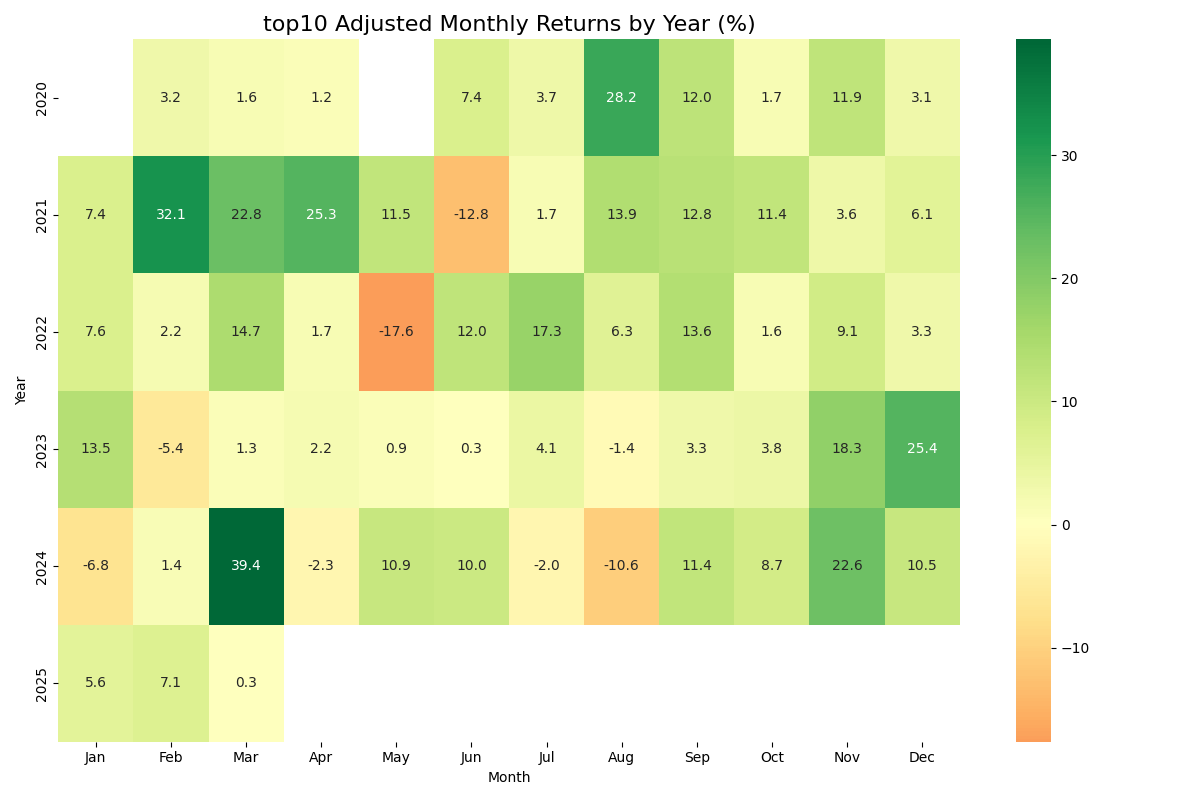 top10 Adjusted Monthly Returns by Year (%)
2020 3.2 1.6 1.2 7.4 3.7 28.2 12.0 1.7 11.9 3.1
2021 7.4 32.1 22.8 25.3 11.5 -12.8 1.7 13.9 12.8 11.4 3.6 6.1
2022 7.6 2.2 14.7 1.7 -17.6 12.0 17.3 6.3 13.6 1.6 9.1 3.3
2023 13.5 -5.4 1.3 2.2 0.9 0.3 4.1 -1.4 3.3 3.8 18.3 25.4
2024 -6.8 1.4 39.4 -2.3 10.9 10.0 -2.0 -10.6 11.4 8.7 22.6 10.5
2025 5.6 7.1 0.3
Year
Jan Feb Mar Apr May Jun Jul Aug Sep Oct Nov Dec
Month
30
20
10
0
−10